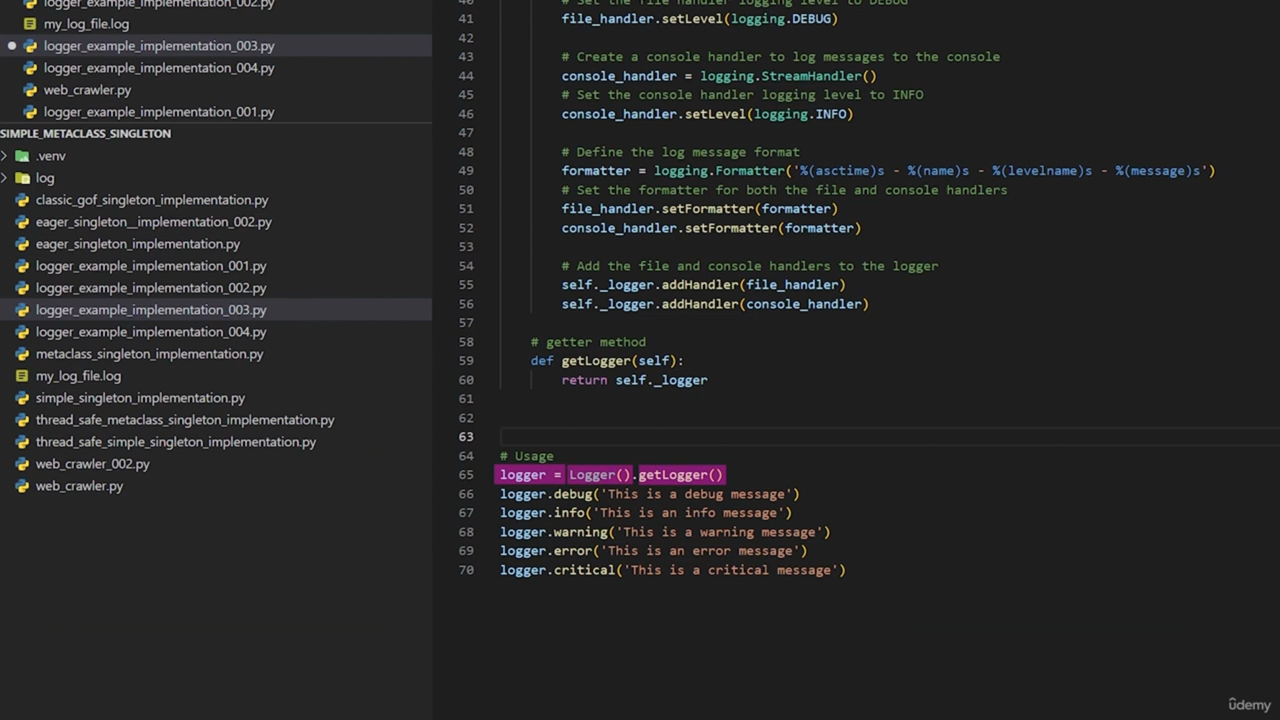 logger_example_implementation_002.py
my_log_file.log
logger_example_implementation_003.py
logger_example_implementation_004.py
web_crawler.py
logger_example_implementation_001.py
SIMPLE_METACLASS_SINGLETON
.venv
log
classic_gof_singleton_implementation.py
eager_singleton__implementation_002.py
eager_singleton_implementation.py
logger_example_implementation_001.py
logger_example_implementation_002.py
logger_example_implementation_003.py
logger_example_implementation_004.py
metaclass_singleton_implementation.py
my_log_file.log
simple_singleton_implementation.py
thread_safe_metaclass_singleton_implementation.py
thread_safe_simple_singleton_implementation.py
web_crawler_002.py
web_crawler.py
40 # Set the file handler logging level to DEBUG
41 file_handler.setLevel(logging.DEBUG)
42
43 # Create a console handler to log messages to the console
44 console_handler = logging.StreamHandler()
45 # Set the console handler logging level to INFO
46 console_handler.setLevel(logging.INFO)
47
48 # Define the log message format
49 formatter = logging.Formatter('%(asctime)s - %(name)s - %(levelname)s - %(message)s')
50 # Set the formatter for both the file and console handlers
51 file_handler.setFormatter(formatter)
52 console_handler.setFormatter(formatter)
53
54 # Add the file and console handlers to the logger
55 self._logger.addHandler(file_handler)
56 self._logger.addHandler(console_handler)
57
58 # getter method
59 def getLogger(self):
60 return self._logger
61
62
63
64 # Usage
65 logger = Logger().getLogger()
66 logger.debug('This is a debug message')
67 logger.info('This is an info message')
68 logger.warning('This is a warning message')
69 logger.error('This is an error message')
70 logger.critical('This is a critical message')
ûdemy